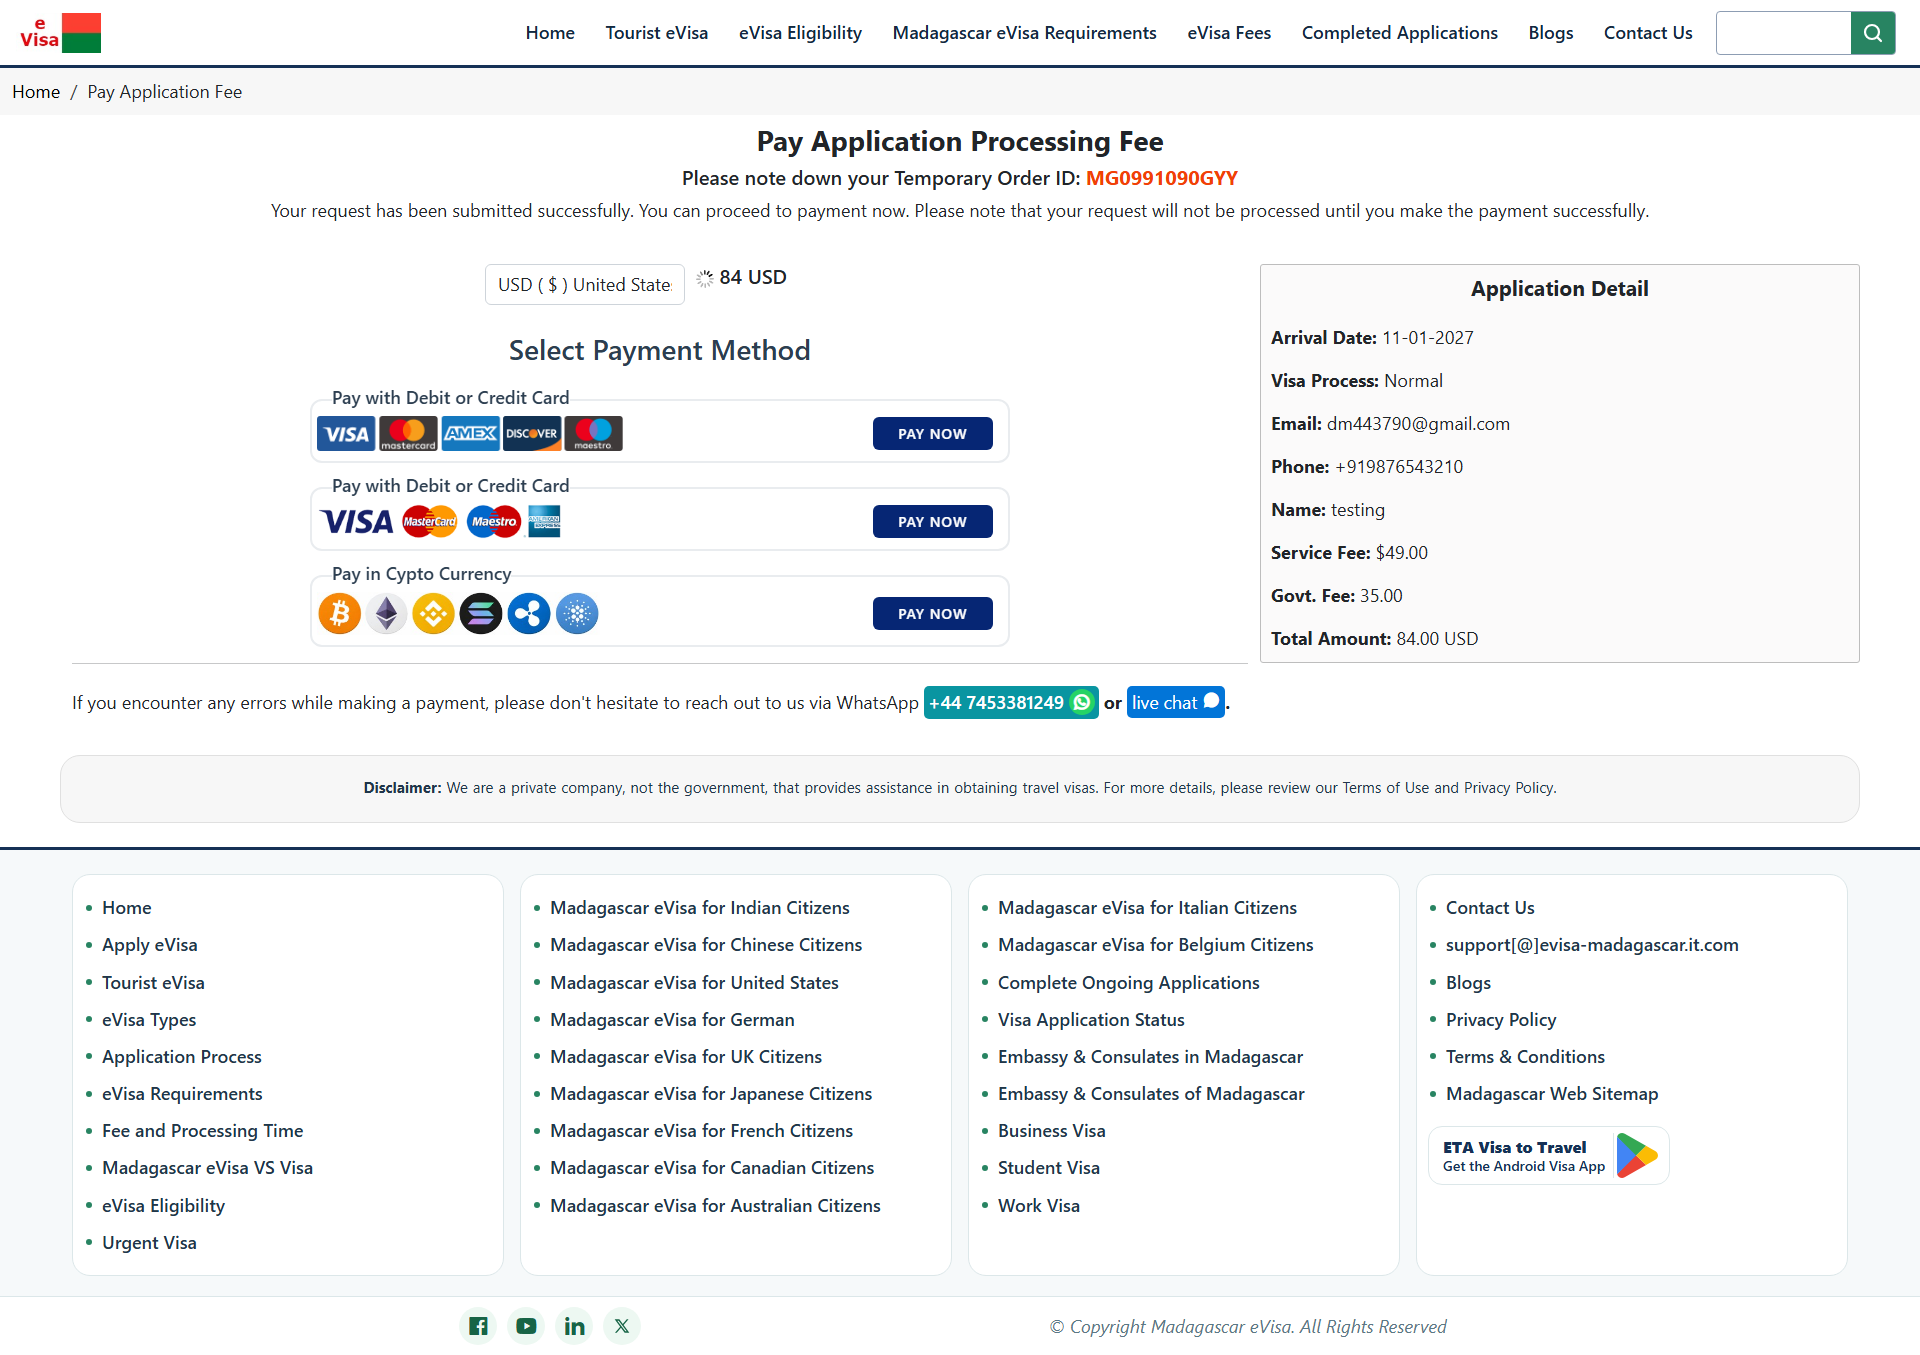 e
Visa
Home
Tourist eVisa
eVisa Eligibility
Madagascar eVisa Requirements
eVisa Fees
Completed Applications
Blogs
Contact Us
Home / Pay Application Fee
Pay Application Processing Fee
Please note down your Temporary Order ID: MG0991090GYY
Your request has been submitted successfully. You can proceed to payment now. Please note that your request will not be processed until you make the payment successfully.
USD ( $ ) United State
84 USD
Select Payment Method
Pay with Debit or Credit Card
VISA mastercard AMEX DISCOVER maestro
PAY NOW
Pay with Debit or Credit Card
VISA MasterCard Maestro AMERICAN EXPRESS
PAY NOW
Pay in Cypto Currency
PAY NOW
Application Detail
Arrival Date: 11-01-2027
Visa Process: Normal
Email: dm443790@gmail.com
Phone: +919876543210
Name: testing
Service Fee: $49.00
Govt. Fee: 35.00
Total Amount: 84.00 USD
If you encounter any errors while making a payment, please don't hesitate to reach out to us via WhatsApp +44 7453381249 or live chat .
Disclaimer: We are a private company, not the government, that provides assistance in obtaining travel visas. For more details, please review our Terms of Use and Privacy Policy.
Home
Apply eVisa
Tourist eVisa
eVisa Types
Application Process
eVisa Requirements
Fee and Processing Time
Madagascar eVisa VS Visa
eVisa Eligibility
Urgent Visa
Madagascar eVisa for Indian Citizens
Madagascar eVisa for Chinese Citizens
Madagascar eVisa for United States
Madagascar eVisa for German
Madagascar eVisa for UK Citizens
Madagascar eVisa for Japanese Citizens
Madagascar eVisa for French Citizens
Madagascar eVisa for Canadian Citizens
Madagascar eVisa for Australian Citizens
Madagascar eVisa for Italian Citizens
Madagascar eVisa for Belgium Citizens
Complete Ongoing Applications
Visa Application Status
Embassy & Consulates in Madagascar
Embassy & Consulates of Madagascar
Business Visa
Student Visa
Work Visa
Contact Us
support[@]evisa-madagascar.it.com
Blogs
Privacy Policy
Terms & Conditions
Madagascar Web Sitemap
ETA Visa to Travel
Get the Android Visa App
© Copyright Madagascar eVisa. All Rights Reserved